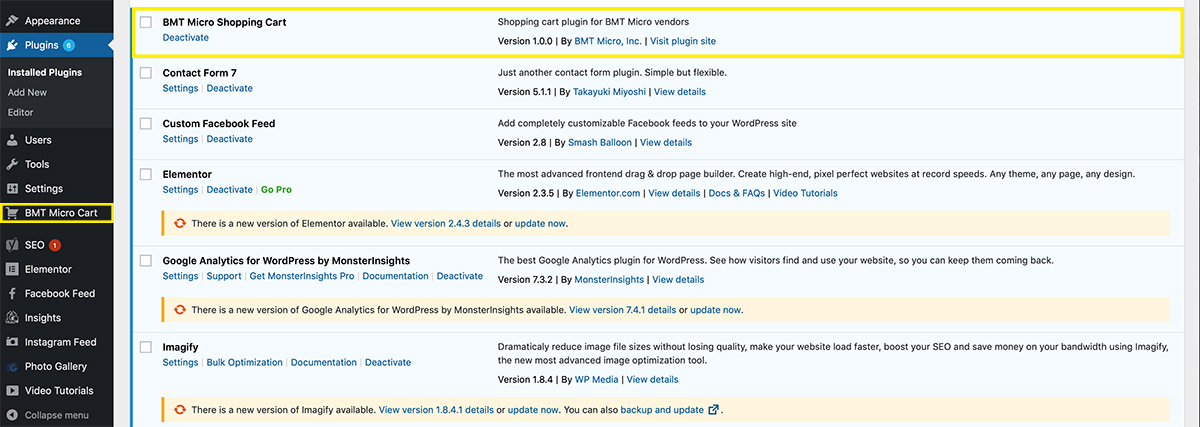 Appearance
Plugins 6
Installed Plugins
Add New
Editor
Users
Tools
Settings
BMT Micro Cart
SEO 1
Elementor
Facebook Feed
Insights
Instagram Feed
Photo Gallery
Video Tutorials
Collapse menu
BMT Micro Shopping Cart
Deactivate
Shopping cart plugin for BMT Micro vendors
Version 1.0.0 | By BMT Micro, Inc. | Visit plugin site
Contact Form 7
Settings | Deactivate
Just another contact form plugin. Simple but flexible.
Version 5.1.1 | By Takayuki Miyoshi | View details
Custom Facebook Feed
Settings | Deactivate
Add completely customizable Facebook feeds to your WordPress site
Version 2.8 | By Smash Balloon | View details
Elementor
Settings | Deactivate | Go Pro
The most advanced frontend drag & drop page builder. Create high-end, pixel perfect websites at record speeds. Any theme, any page, any design.
Version 2.3.5 | By Elementor.com | View details | Docs & FAQs | Video Tutorials
There is a new version of Elementor available. View version 2.4.3 details or update now.
Google Analytics for WordPress by MonsterInsights
Settings | Support | Get MonsterInsights Pro | Documentation | Deactivate
The best Google Analytics plugin for WordPress. See how visitors find and use your website, so you can keep them coming back.
Version 7.3.2 | By MonsterInsights | View details
There is a new version of Google Analytics for WordPress by MonsterInsights available. View version 7.4.1 details or update now.
Imagify
Settings | Bulk Optimization | Documentation | Deactivate
Dramaticaly reduce image file sizes without losing quality, make your website load faster, boost your SEO and save money on your bandwidth using Imagify,
the new most advanced image optimization tool.
Version 1.8.4 | By WP Media | View details
There is a new version of Imagify available. View version 1.8.4.1 details or update now. You can also backup and update .